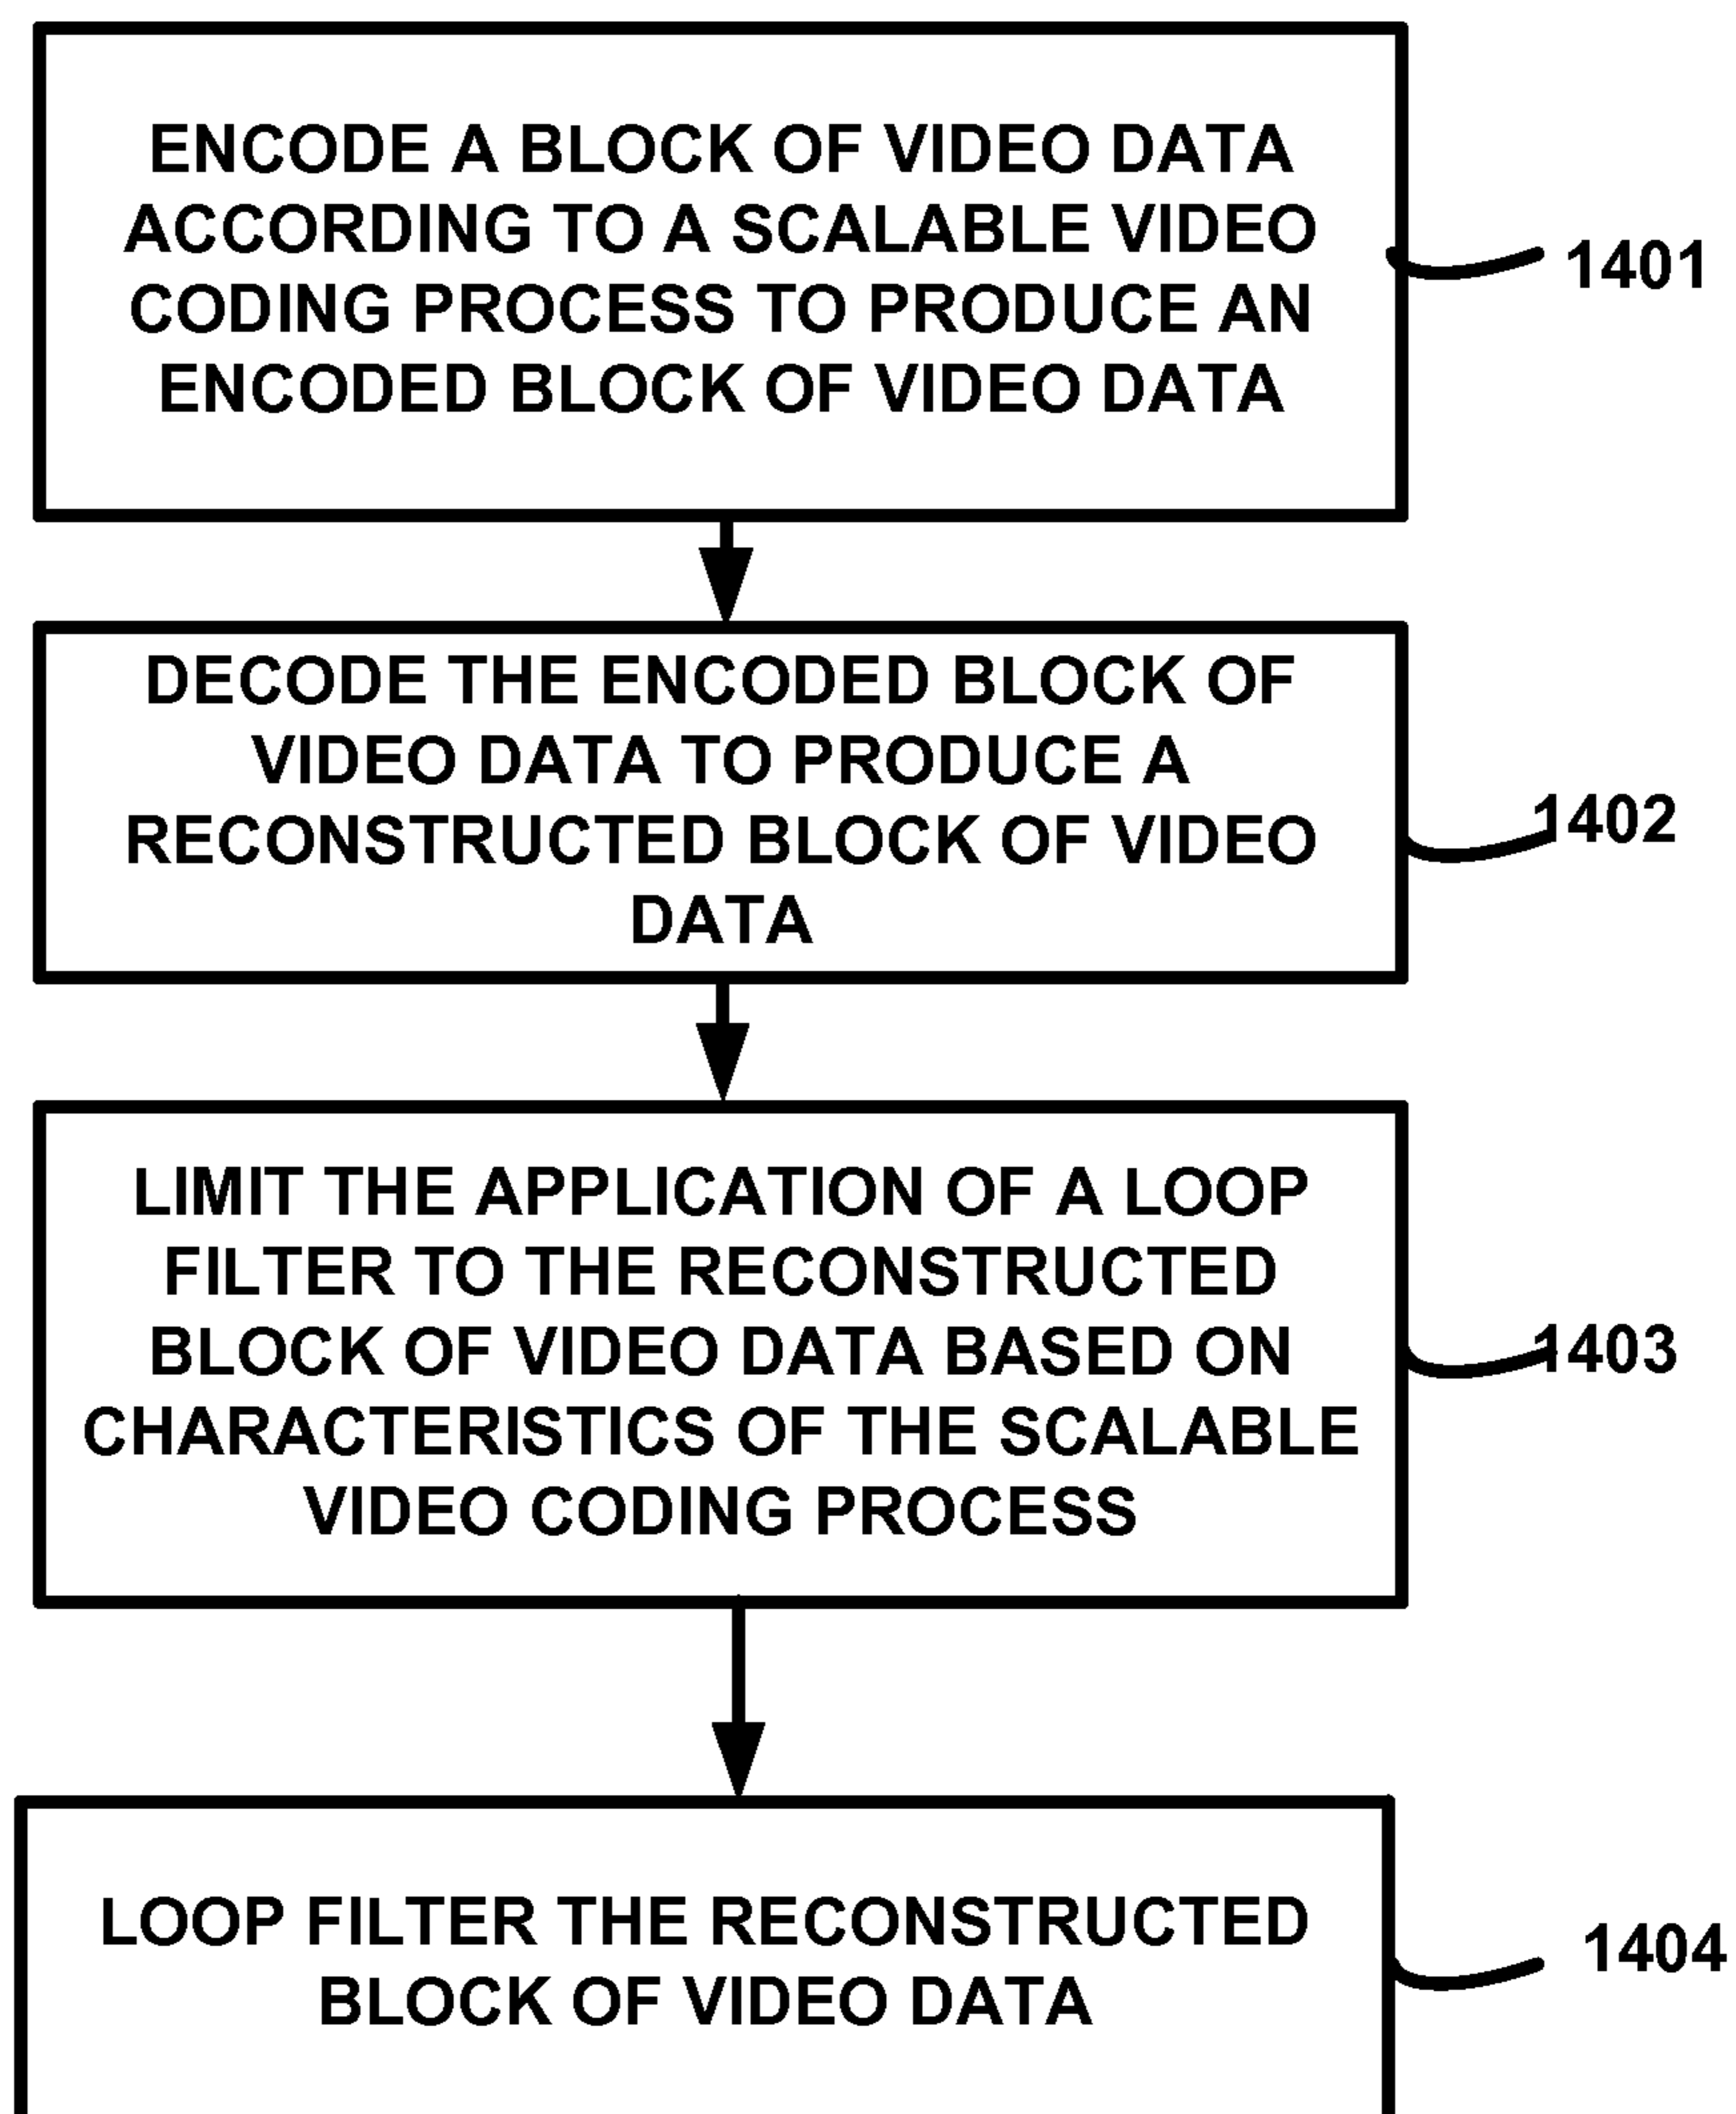 ENCODE A BLOCK OF VIDEO DATA
ACCORDING TO A SCALABLE VIDEO
CODING PROCESS TO PRODUCE AN
ENCODED BLOCK OF VIDEO DATA
1401
DECODE THE ENCODED BLOCK OF
VIDEO DATA TO PRODUCE A
RECONSTRUCTED BLOCK OF VIDEO
DATA
1402
LIMIT THE APPLICATION OF A LOOP
FILTER TO THE RECONSTRUCTED
BLOCK OF VIDEO DATA BASED ON
CHARACTERISTICS OF THE SCALABLE
VIDEO CODING PROCESS
1403
LOOP FILTER THE RECONSTRUCTED
BLOCK OF VIDEO DATA
1404